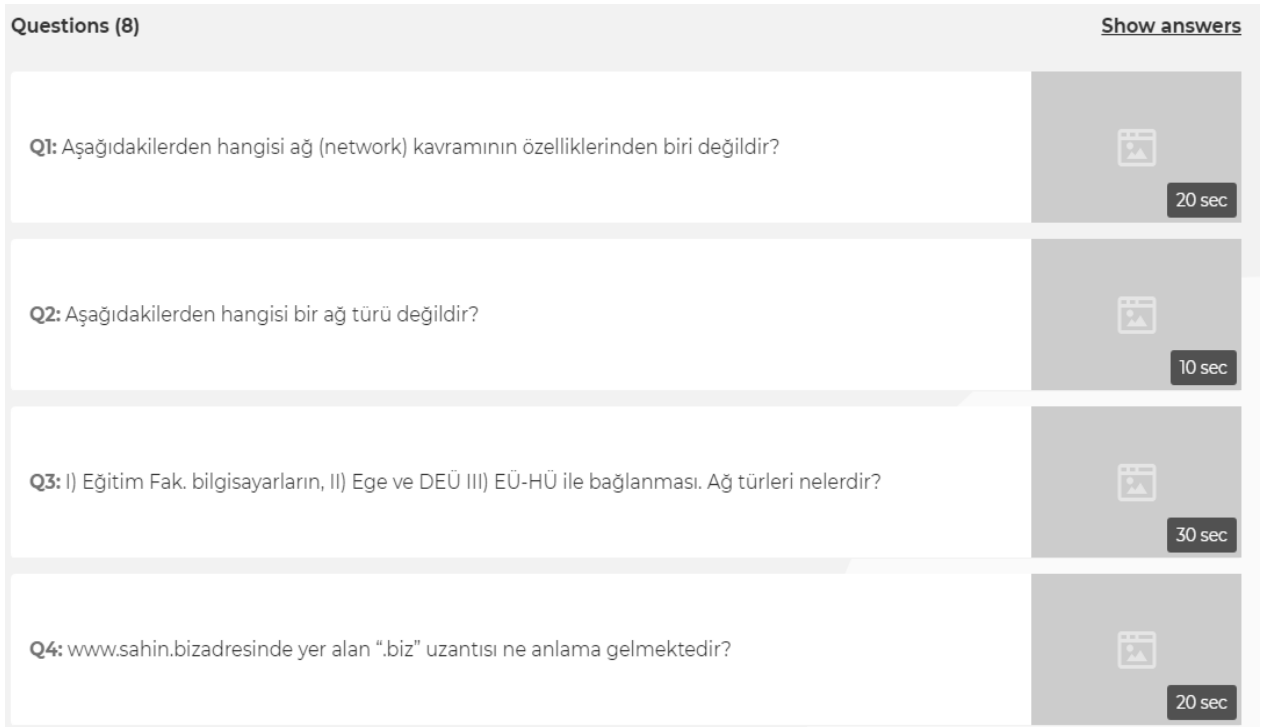 Questions (8)
Show answers
Q1: Aşağıdakilerden hangisi ağ (network) kavramının özelliklerinden biri değildir?
20 sec
Q2: Aşağıdakilerden hangisi bir ağ türü değildir?
10 sec
Q3: I) Eğitim Fak. bilgisayarların, II) Ege ve DEÜ III) EÜ-HÜ ile bağlanması. Ağ türleri nelerdir?
30 sec
Q4: www.sahin.bizadresinde yer alan “.biz” uzantısı ne anlama gelmektedir?
20 sec